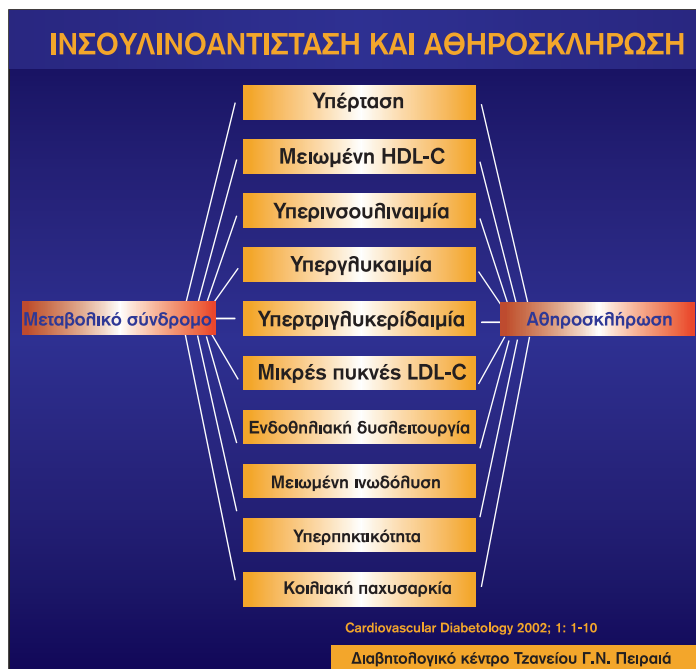 ΙΝΣΟΥΛΙΝΟΑΝΤΙΣΤΑΣΗ ΚΑΙ ΑΘΗΡΟΣΚΛΗΡΩΣΗ
Υπέρταση
Μειωμένη HDL-C
Υπερινσουλιναιμία
Υπεργλυκαιμία
Μεταβολικό σύνδρομο
Υπερτριγλυκερίδαιμία
Αθηροσκλήρωση
Μικρές πυκνές LDL-C
Ενδοθηλιακή δυσλειτουργία
Μειωμένη ινωδόλυση
Υπερπηκτικότητα
Κοιλιακή παχυσαρκία
Cardiovascular Diabetology 2002; 1: 1-10
Διαβητολογικό κέντρο Τζανείου Γ.Ν. Πειραιά